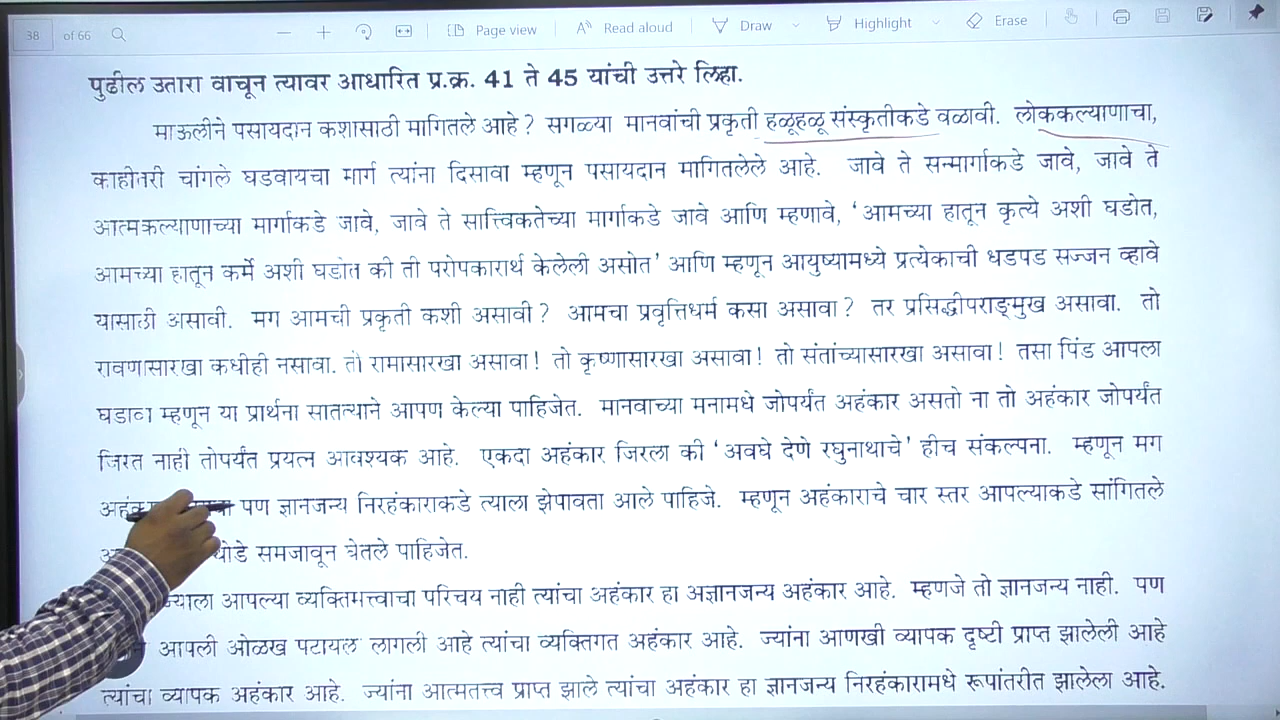 38 of 66 Page view Read aloud Draw Highlight Erase
पुढील उतारा वाचून त्यावर आधारित प्र.क्र. 41 ते 45 यांची उत्तरे लिहा.
माऊलीने पसायदान कशासाठी मागितले आहे ? सगळ्या मानवांची प्रकृती हळूहळू संस्कृतीकडे वळावी. लोककल्याणाचा,
काहीतरी चांगले घडवायचा मार्ग त्यांना दिसावा म्हणून पसायदान मागितलेले आहे. जावे ते सन्मार्गाकडे जावे, जावे ते
आत्मकल्याणाच्या मार्गाकडे जावे, जावे ते सात्त्विकतेच्या मार्गाकडे जावे आणि म्हणावे, ‘आमच्या हातून कृत्ये अशी घडोत,
आमच्या हातून कर्मे अशी घडोत की ती परोपकारार्थ केलेली असोत’ आणि म्हणून आयुष्यामध्ये प्रत्येकाची धडपड सज्जन व्हावे
यासाठी असावी. मग आमची प्रकृती कशी असावी ? आमचा प्रवृत्तिधर्म कसा असावा ? तर प्रसिद्धीपराङ्मुख असावा. तो
रावणासारखा कधीही नसावा. तो रामासारखा असावा ! तो कृष्णासारखा असावा ! तो संतांच्यासारखा असावा ! तसा पिंड आपला
घडावा म्हणून या प्रार्थना सातत्याने आपण केल्या पाहिजेत. मानवाच्या मनामधे जोपर्यंत अहंकार असतो ना तो अहंकार जोपर्यंत
जिरत नाही तोपर्यंत प्रयत्न आवश्यक आहे. एकदा अहंकार जिरला की ‘अवघे देणे रघुनाथाचे’ हीच संकल्पना. म्हणून मग
पण ज्ञानजन्य निरहंकाराकडे त्याला झेपावता आले पाहिजे. म्हणून अहंकाराचे चार स्तर आपल्याकडे सांगितले
थोडे समजावून घेतले पाहिजेत.
आपल्या व्यक्तिमत्त्वाचा परिचय नाही त्यांचा अहंकार हा अज्ञानजन्य अहंकार आहे. म्हणजे तो ज्ञानजन्य नाही. पण
आपली ओळख पटायला लागली आहे त्यांचा व्यक्तिगत अहंकार आहे. ज्यांना आणखी व्यापक दृष्टी प्राप्त झालेली आहे
त्यांचा व्यापक अहंकार आहे. ज्यांना आत्मतत्त्व प्राप्त झाले त्यांचा अहंकार हा ज्ञानजन्य निरहंकारामधे रूपांतरीत झालेला आहे.